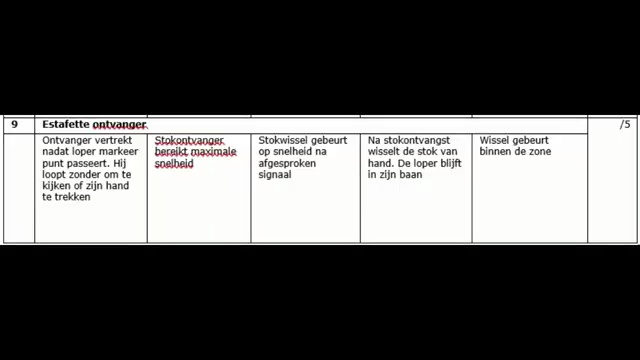 9 Estafette ontvanger /5
Ontvanger vertrekt
nadat loper markeer
punt passeert. Hij
loopt zonder om te
kijken of zijn hand
te trekken
Stokontvanger
bereikt maximale
snelheid
Stokwissel gebeurt
op snelheid na
afgesproken
signaal
Na stokontvangst
wisselt de stok van
hand. De loper blijft
in zijn baan
Wissel gebeurt
binnen de zone